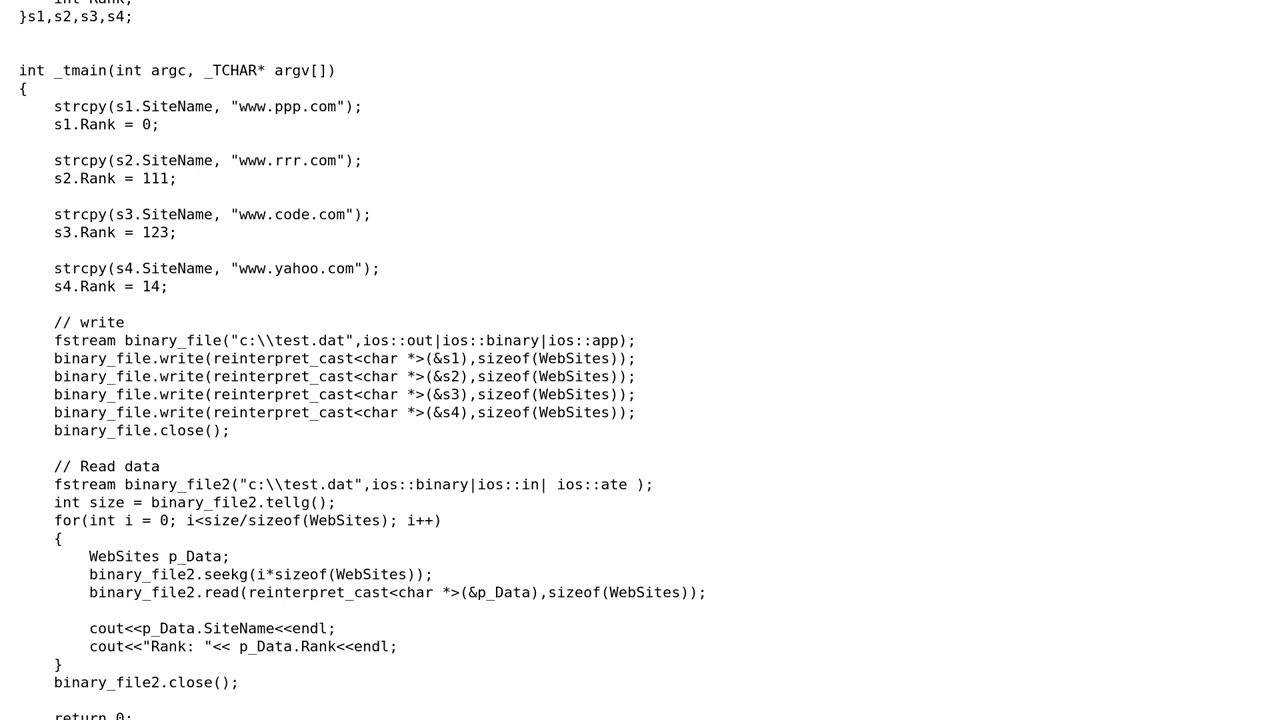 int Rank;
}s1,s2,s3,s4;
int _tmain(int argc, _TCHAR* argv[])
{
    strcpy(s1.SiteName, "www.ppp.com");
    s1.Rank = 0;
    strcpy(s2.SiteName, "www.rrr.com");
    s2.Rank = 111;
    strcpy(s3.SiteName, "www.code.com");
    s3.Rank = 123;
    strcpy(s4.SiteName, "www.yahoo.com");
    s4.Rank = 14;
    // write
    fstream binary_file("c:\\test.dat",ios::out|ios::binary|ios::app);
    binary_file.write(reinterpret_cast<char *>(&s1),sizeof(WebSites));
    binary_file.write(reinterpret_cast<char *>(&s2),sizeof(WebSites));
    binary_file.write(reinterpret_cast<char *>(&s3),sizeof(WebSites));
    binary_file.write(reinterpret_cast<char *>(&s4),sizeof(WebSites));
    binary_file.close();
    // Read data
    fstream binary_file2("c:\\test.dat",ios::binary|ios::in| ios::ate );
    int size = binary_file2.tellg();
    for(int i = 0; i<size/sizeof(WebSites); i++)
    {
        WebSites p_Data;
        binary_file2.seekg(i*sizeof(WebSites));
        binary_file2.read(reinterpret_cast<char *>(&p_Data),sizeof(WebSites));
        cout<<p_Data.SiteName<<endl;
        cout<<"Rank: "<< p_Data.Rank<<endl;
    }
    binary_file2.close();
    return 0;